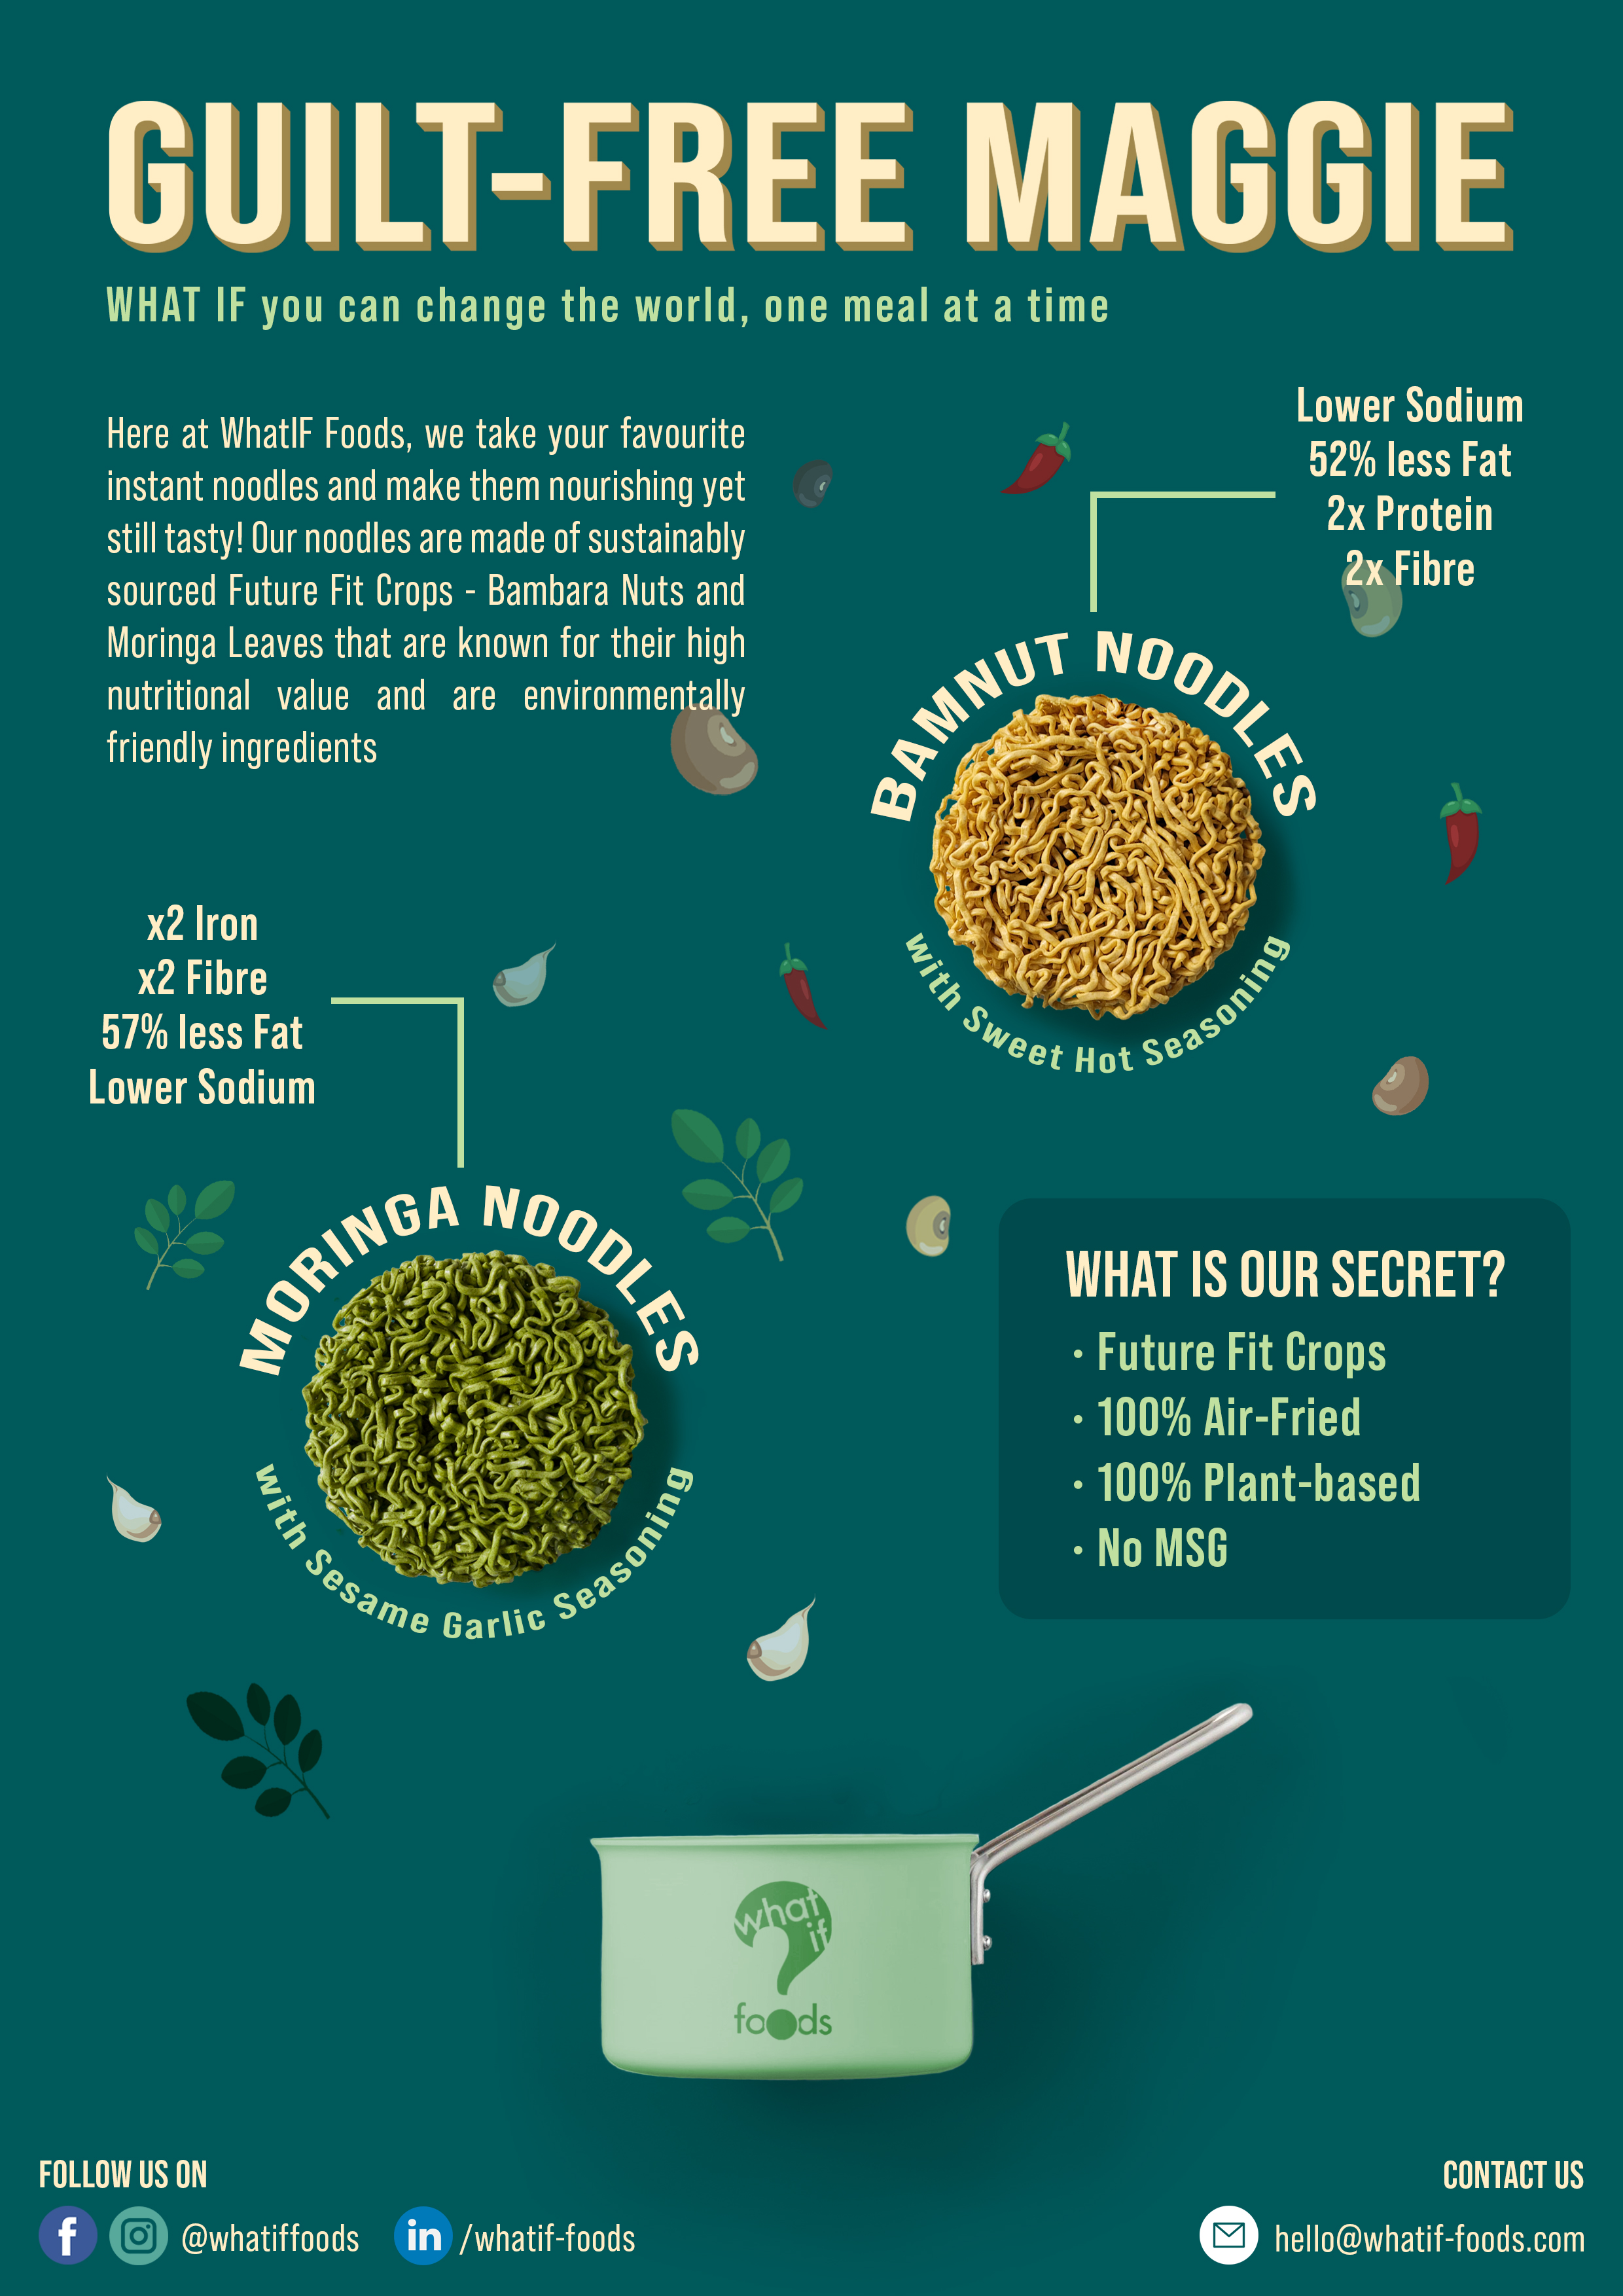 GUILT-FREE MAGGIE
WHAT IF you can change the world, one meal at a time
Here at WhatIF Foods, we take your favourite
instant noodles and make them nourishing yet
still tasty! Our noodles are made of sustainably
sourced Future Fit Crops - Bambara Nuts and
Moringa Leaves that are known for their high
nutritional value and are environmentally
friendly ingredients
Lower Sodium
52% less Fat
2x Protein
2x Fibre
BAMNUT NOODLES
with Sweet Hot Seasoning
x2 Iron
x2 Fibre
57% less Fat
Lower Sodium
MORINGA NOODLES
with Sesame Garlic Seasoning
WHAT IS OUR SECRET?
• Future Fit Crops
• 100% Air-Fried
• 100% Plant-based
• No MSG
what
if
foods
FOLLOW US ON
@whatiffoods
in /whatif-foods
CONTACT US
hello@whatif-foods.com